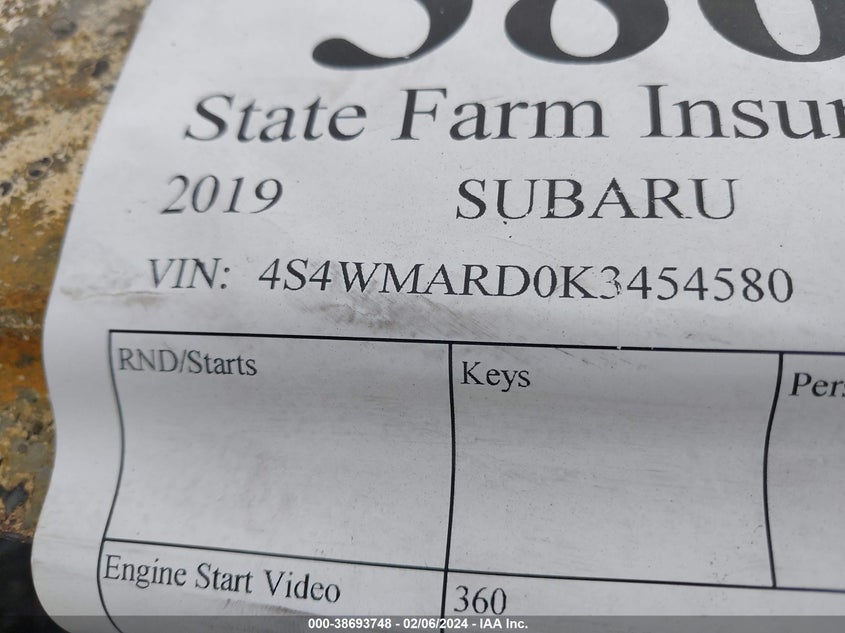 State Farm Insur
2019 SUBARU
VIN: 4S4WMARD0K3454580
RND/Starts Keys Pers
Engine Start Video 360
000-38693748 - 02/06/2024 - IAA Inc.